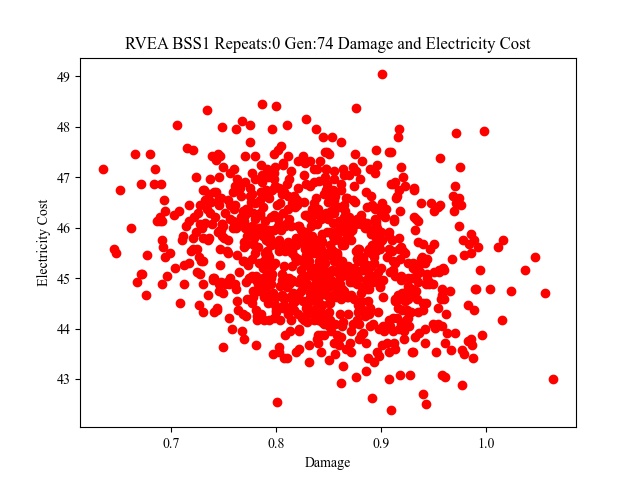 RVEA BSS1 Repeats:0 Gen:74 Damage and Electricity Cost
49
48
47
46
45
44
43
Electricity Cost
0.7 0.8 0.9 1.0
Damage